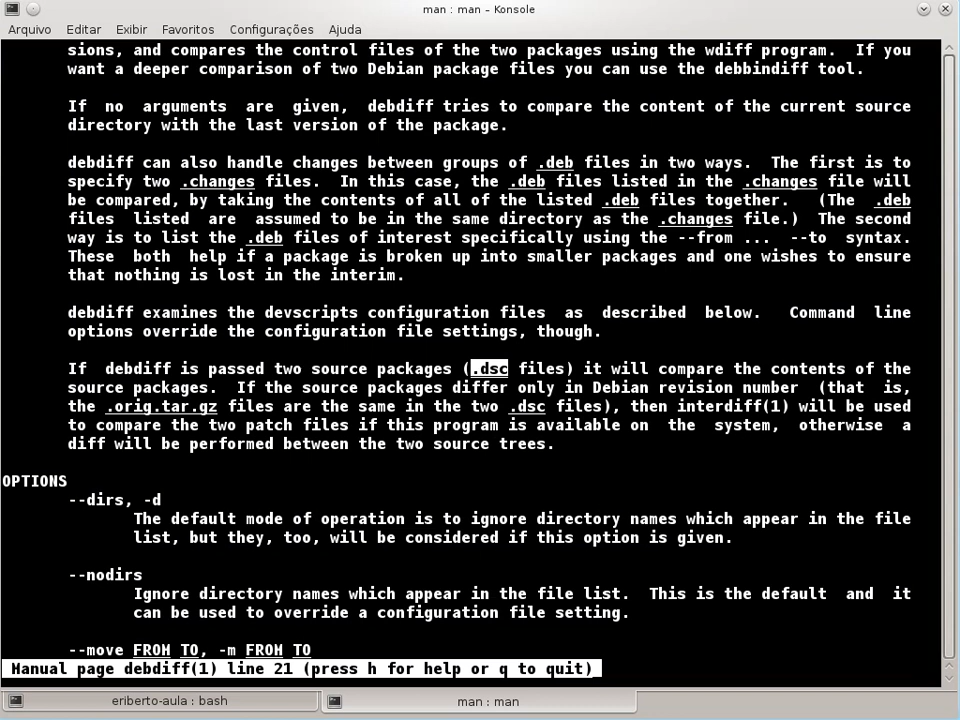 man : man – Konsole
Arquivo Editar Exibir Favoritos Configurações Ajuda
sions, and compares the control files of the two packages using the wdiff program.  If you
want a deeper comparison of two Debian package files you can use the debbindiff tool.
If  no  arguments  are  given,  debdiff tries to compare the content of the current source
directory with the last version of the package.
debdiff can also handle changes between groups of .deb files in two ways.  The first is to
specify two .changes files.  In this case, the .deb files listed in the .changes file will
be compared, by taking the contents of all of the listed .deb files together.   (The  .deb
files  listed  are  assumed to be in the same directory as the .changes file.)  The second
way is to list the .deb files of interest specifically using the --from ...  --to  syntax.
These  both  help if a package is broken up into smaller packages and one wishes to ensure
that nothing is lost in the interim.
debdiff examines the devscripts configuration files  as  described  below.   Command  line
options override the configuration file settings, though.
If  debdiff is passed two source packages (.dsc files) it will compare the contents of the
source packages.  If the source packages differ only in Debian revision number  (that  is,
the .orig.tar.gz files are the same in the two .dsc files), then interdiff(1) will be used
to compare the two patch files if this program is available on  the  system,  otherwise  a
diff will be performed between the two source trees.
OPTIONS
--dirs, -d
The default mode of operation is to ignore directory names which appear in the file
list, but they, too, will be considered if this option is given.
--nodirs
Ignore directory names which appear in the file list.  This is the default  and  it
can be used to override a configuration file setting.
--move FROM TO, -m FROM TO
Manual page debdiff(1) line 21 (press h for help or q to quit)
eriberto-aula : bash
man : man